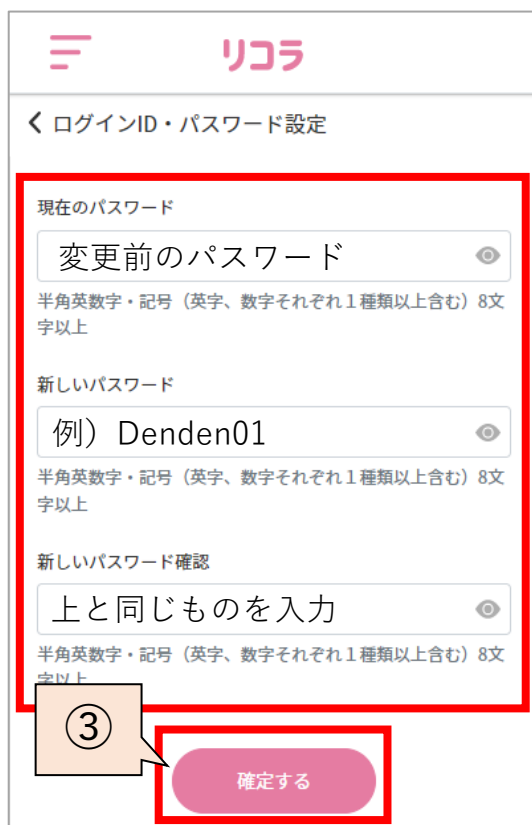 リコラ
ログインID・パスワード設定
現在のパスワード
変更前のパスワード
半角英数字・記号（英字、数字それぞれ１種類以上含む）8文
字以上
新しいパスワード
例）Denden01
半角英数字・記号（英字、数字それぞれ１種類以上含む）8文
字以上
新しいパスワード確認
上と同じものを入力
半角英数字・記号（英字、数字それぞれ１種類以上含む）8文
字以上
③
確定する